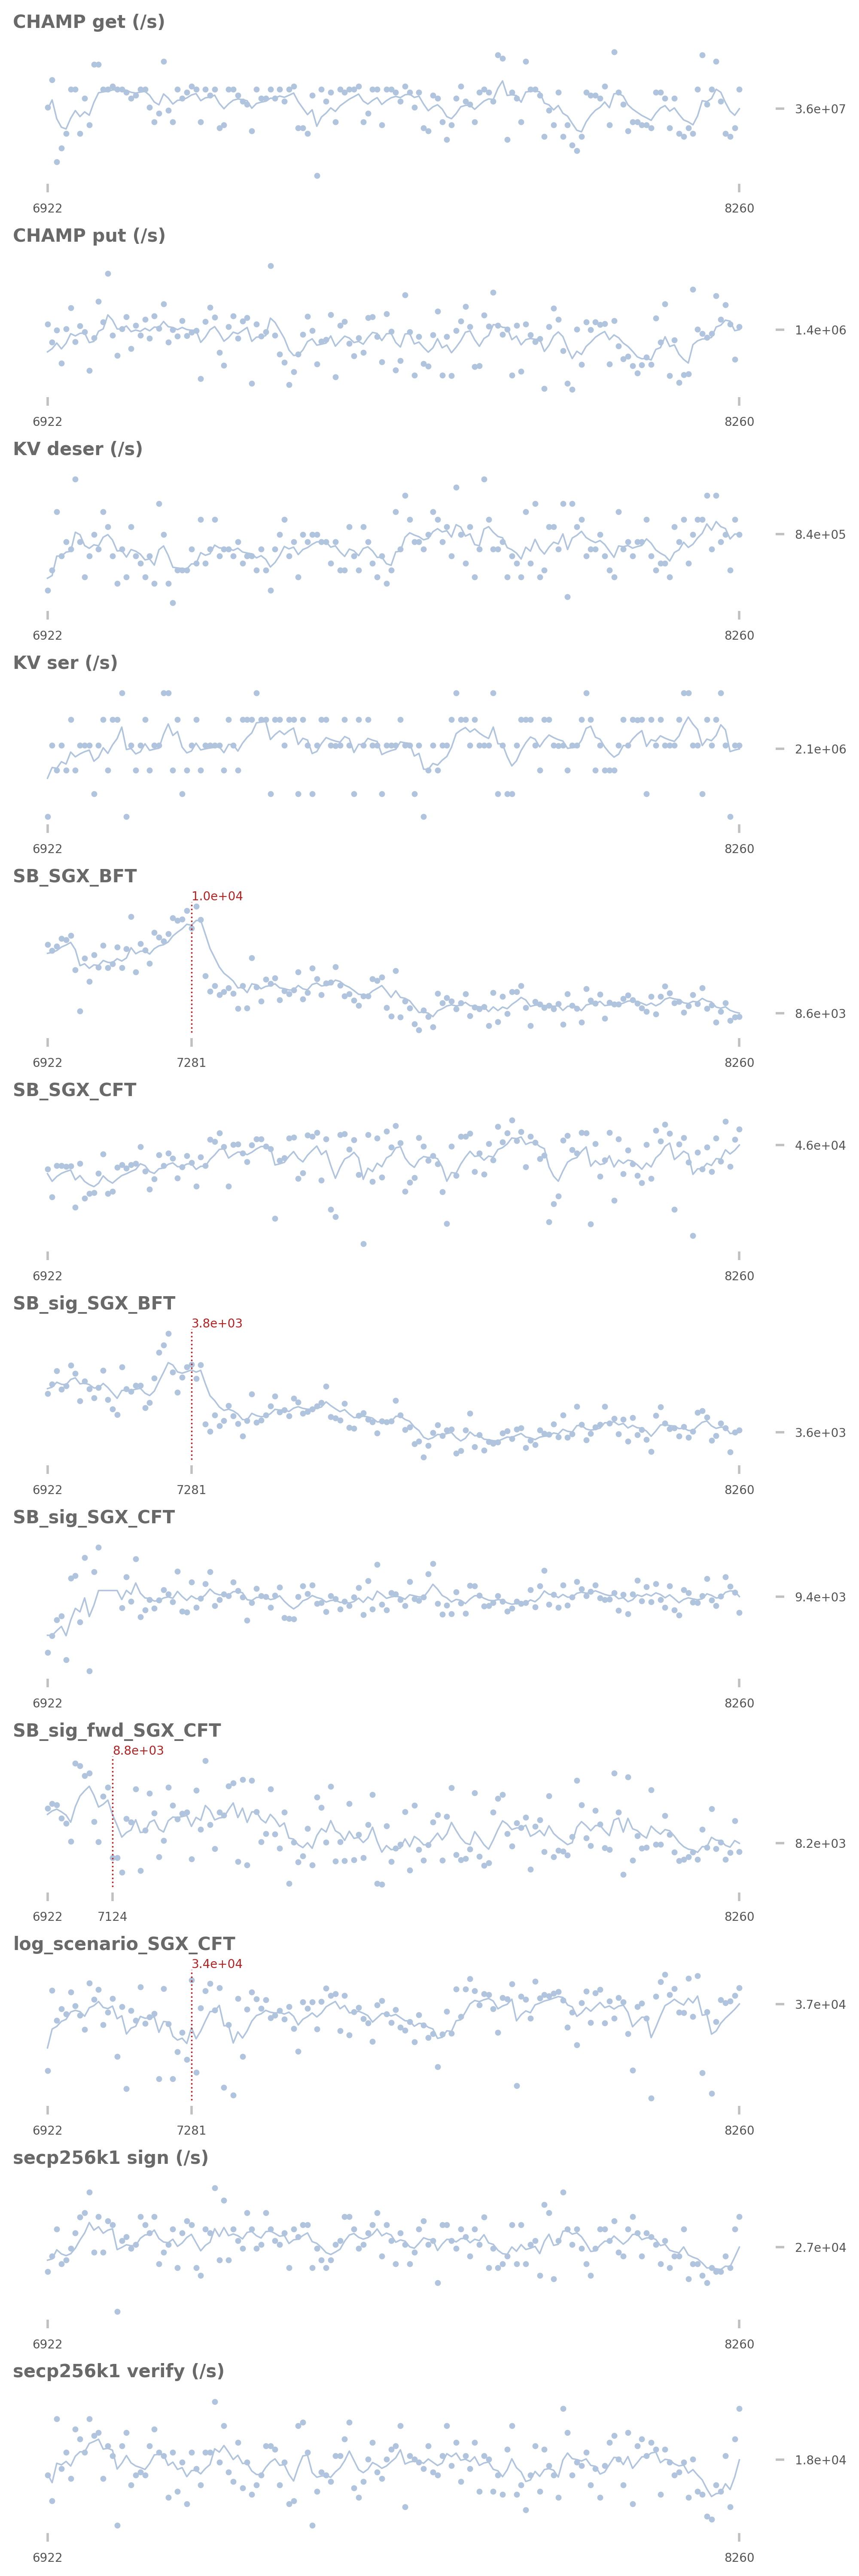 CHAMP get (/s)
3.6e+07
6922 8260
CHAMP put (/s)
1.4e+06
6922 8260
KV deser (/s)
8.4e+05
6922 8260
KV ser (/s)
2.1e+06
6922 8260
SB_SGX_BFT
1.0e+04
8.6e+03
6922 7281 8260
SB_SGX_CFT
4.6e+04
6922 8260
SB_sig_SGX_BFT
3.8e+03
3.6e+03
6922 7281 8260
SB_sig_SGX_CFT
9.4e+03
6922 8260
SB_sig_fwd_SGX_CFT
8.8e+03
8.2e+03
6922 7124 8260
log_scenario_SGX_CFT
3.4e+04
3.7e+04
6922 7281 8260
secp256k1 sign (/s)
2.7e+04
6922 8260
secp256k1 verify (/s)
1.8e+04
6922 8260